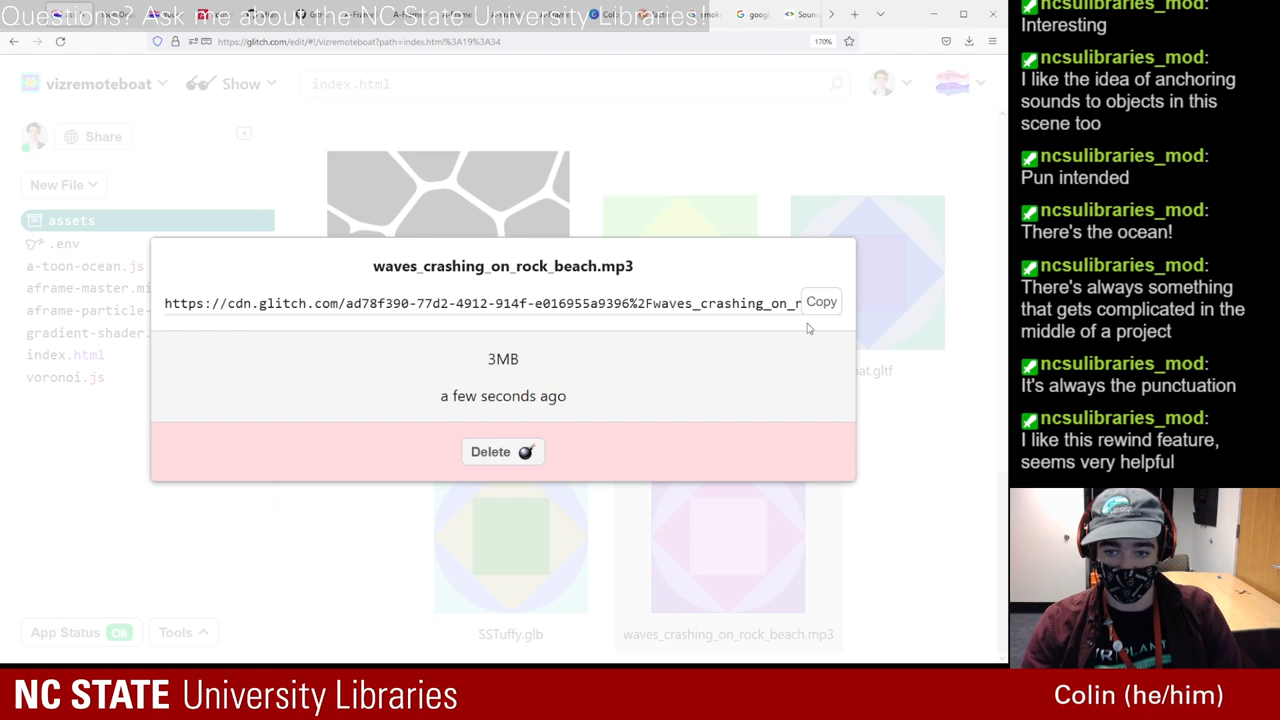 Questions? Ask me about the NC State University Libraries!
https://glitch.com/edit/#!/vizremoteboat?path=index.html%3A19%3A34
170%
vizremoteboat
Show
index.html
Share
New File
assets
.env
a-toon-ocean.js
aframe-master.mi
aframe-particle-
gradient-shader.
index.html
voronoi.js
waves_crashing_on_rock_beach.mp3
https://cdn.glitch.com/ad78f390-77d2-4912-914f-e016955a9396%2Fwaves_crashing_on_r
Copy
3MB
a few seconds ago
Delete
at.gltf
SSTuffy.glb
waves_crashing_on_rock_beach.mp3
App Status Ok
Tools
ncsulibraries_mod:
Interesting
ncsulibraries_mod:
I like the idea of anchoring
sounds to objects in this
scene too
ncsulibraries_mod:
Pun intended
ncsulibraries_mod:
There's the ocean!
ncsulibraries_mod:
There's always something
that gets complicated in the
middle of a project
ncsulibraries_mod:
It's always the punctuation
ncsulibraries_mod:
I like this rewind feature,
seems very helpful
NC STATE University Libraries
Colin (he/him)